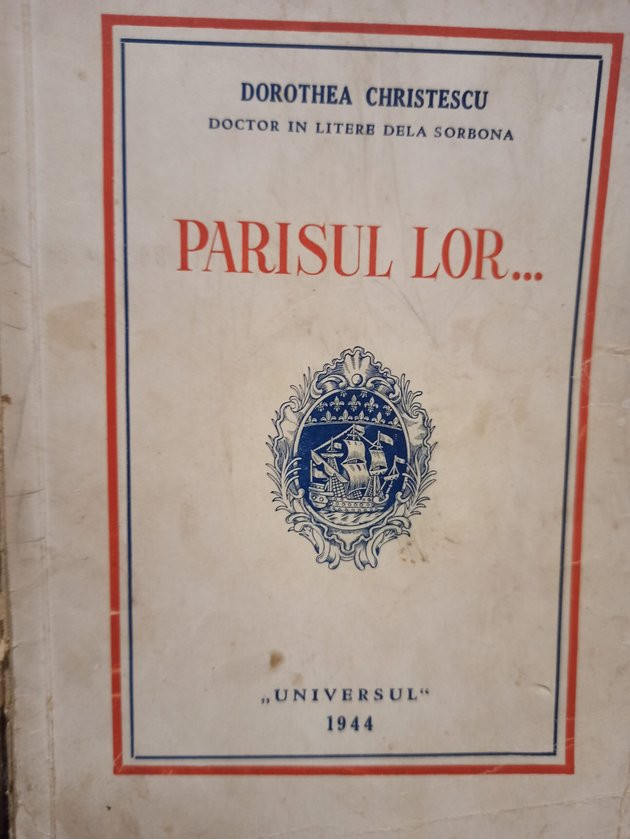 DOROTHEA CHRISTESCU
DOCTOR IN LITERE DELA SORBONA
PARISUL LOR...
„UNIVERSUL“
1944